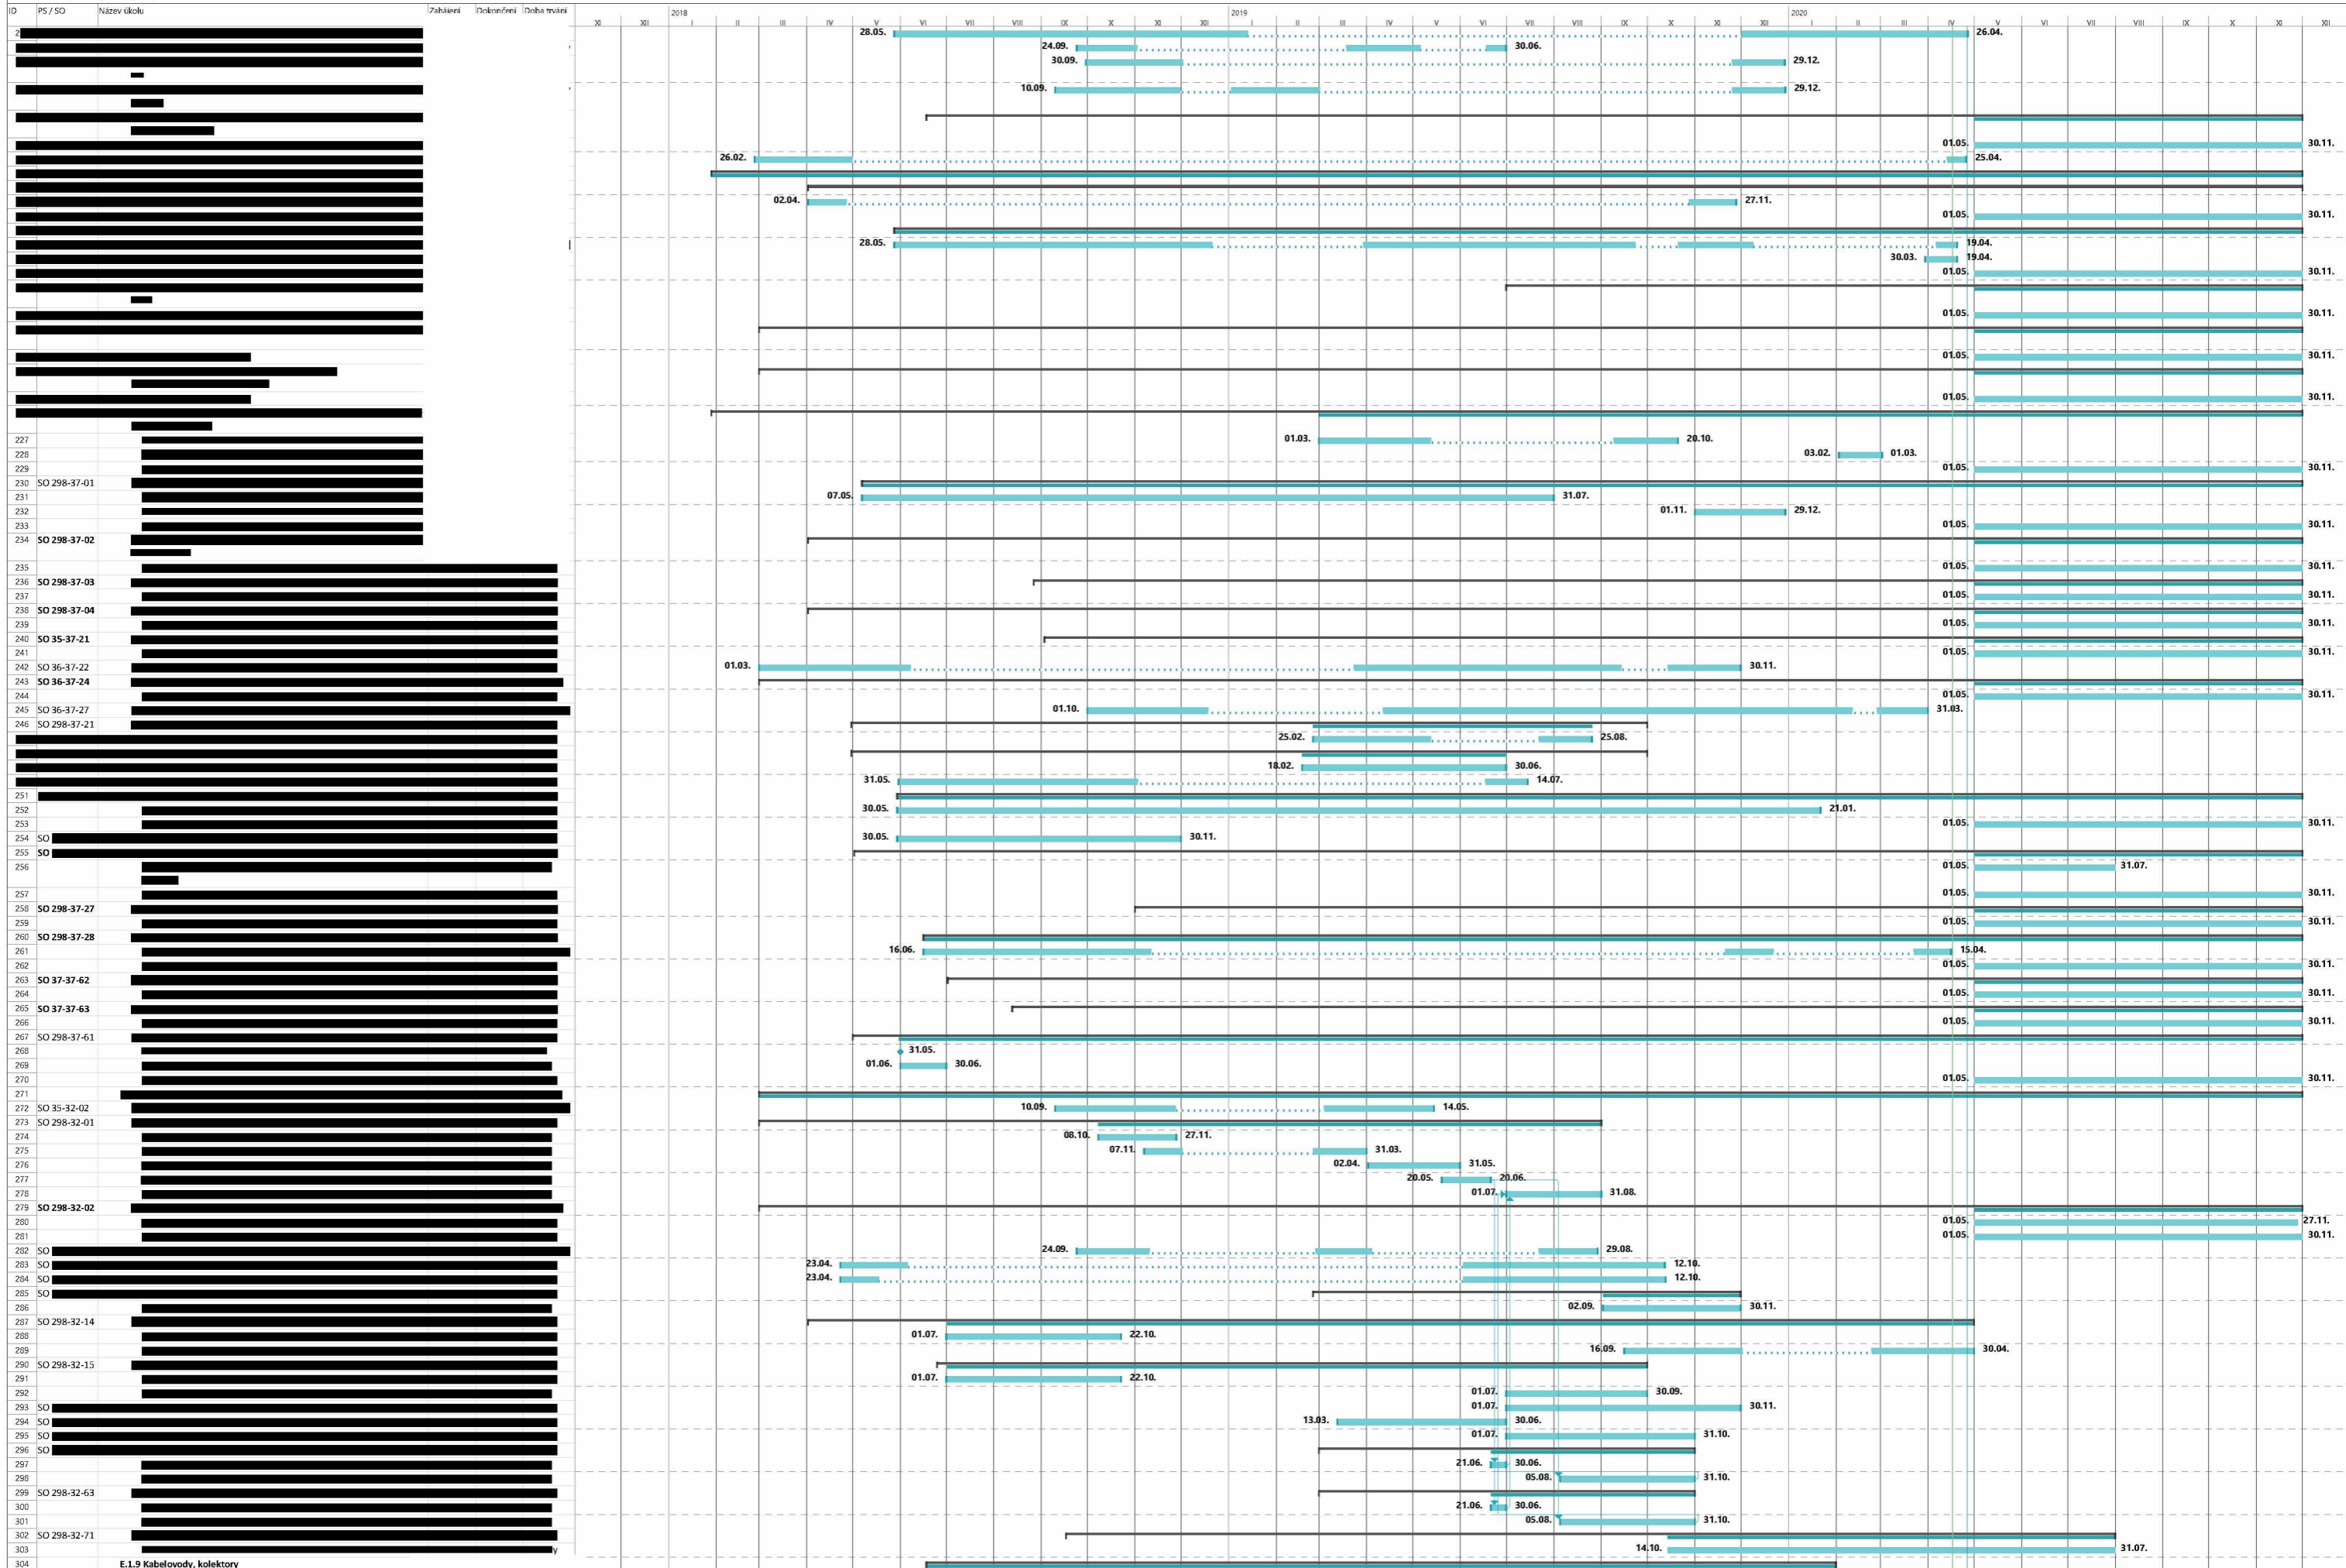 ID PS / SO Název úkolu Zahájení Dokončení Doba trvání 2018 2019 2020
XI XII I II III IV V VI VII VIII IX X XI XII I II III IV V VI VII VIII IX X XI XII I II III IV V VI VII VIII IX X XI XII
2 28.05. 26.04.
24.09. 30.06.
30.09. 29.12.
10.09. 29.12.
01.05. 30.11.
26.02. 25.04.
02.04. 27.11.
01.05. 30.11.
28.05. 19.04.
30.03. 19.04.
01.05. 30.11.
01.05. 30.11.
01.05. 30.11.
01.05. 30.11.
227 01.03. 20.10.
228 03.02. 01.03.
229 01.05. 30.11.
230 SO 298-37-01
231 07.05. 31.07.
232 01.11. 29.12.
233 01.05. 30.11.
234 SO 298-37-02
235 01.05. 30.11.
236 SO 298-37-03
237 01.05. 30.11.
238 SO 298-37-04
239 01.05. 30.11.
240 SO 35-37-21
241 01.05. 30.11.
242 SO 36-37-22 01.03. 30.11.
243 SO 36-37-24
244 01.05. 30.11.
245 SO 36-37-27 01.10. 31.03.
246 SO 298-37-21
25.02. 25.08.
18.02. 30.06.
31.05. 14.07.
251
252 30.05. 21.01.
253 01.05. 30.11.
254 SO 30.05. 30.11.
255 SO
256 01.05. 31.07.
257 01.05. 30.11.
258 SO 298-37-27
259 01.05. 30.11.
260 SO 298-37-28
261 16.06. 15.04.
262 01.05. 30.11.
263 SO 37-37-62
264 01.05. 30.11.
265 SO 37-37-63
266 01.05. 30.11.
267 SO 298-37-61
268 31.05.
269 01.06. 30.06.
270 01.05. 30.11.
271
272 SO 35-32-02 10.09. 14.05.
273 SO 298-32-01
274 08.10. 27.11.
275 07.11. 31.03.
276 02.04. 31.05.
277 20.05. 20.06.
278 01.07. 31.08.
279 SO 298-32-02
280 01.05. 27.11.
281 01.05. 30.11.
282 SO 24.09. 29.08.
283 SO 23.04. 12.10.
284 SO 23.04. 12.10.
285 SO
286 02.09. 30.11.
287 SO 298-32-14
288 01.07. 22.10.
289 16.09. 30.04.
290 SO 298-32-15
291 01.07. 22.10.
292 01.07. 30.09.
293 SO 01.07. 30.11.
294 SO 13.03. 30.06.
295 SO 01.07. 31.10.
296 SO
297 21.06. 30.06.
298 05.08. 31.10.
299 SO 298-32-63
300 21.06. 30.06.
301 05.08. 31.10.
302 SO 298-32-71
303 y 14.10. 31.07.
304 E.1.9 Kabelovody, kolektory